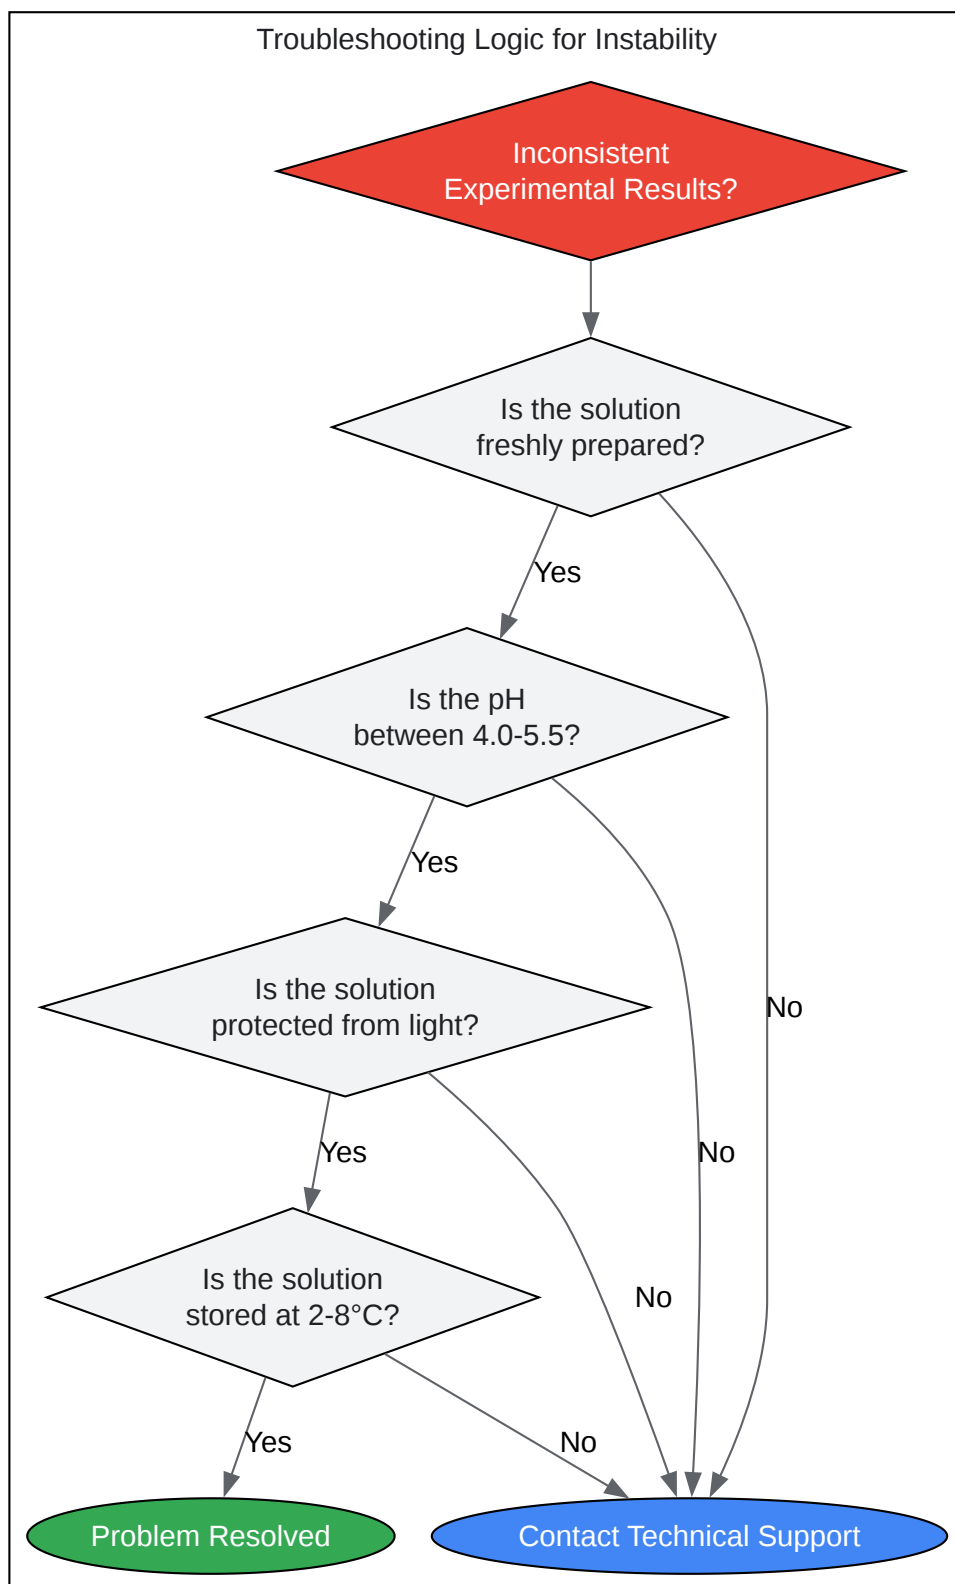 Troubleshooting Logic for Instability
Inconsistent
Experimental Results?
Is the solution
freshly prepared?
Yes
Is the pH
between 4.0-5.5?
Yes
Is the solution
protected from light?
No
Yes
No
Is the solution
stored at 2-8°C?
No
Yes
No
Problem Resolved
Contact Technical Support